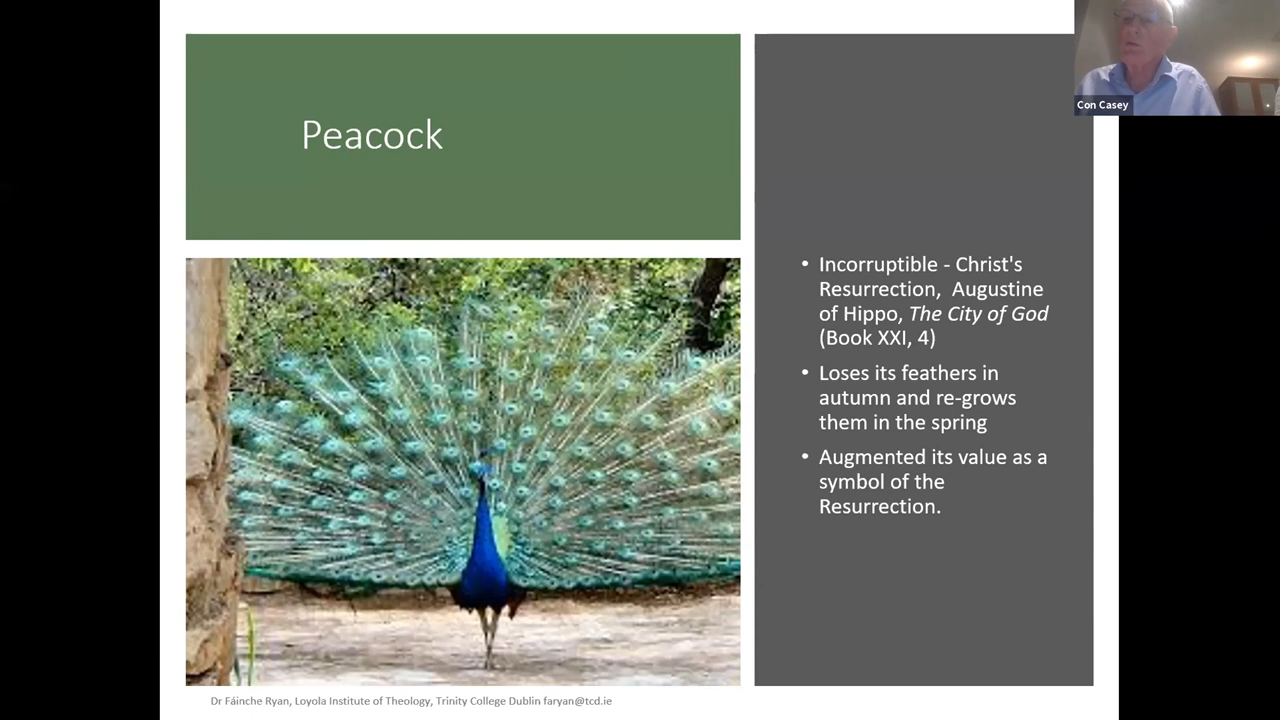 Peacock
• Incorruptible - Christ's
Resurrection,  Augustine
of Hippo, The City of God
(Book XXI, 4)
• Loses its feathers in
autumn and re-grows
them in the spring
• Augmented its value as a
symbol of the
Resurrection.
Con Casey
Dr Fáinche Ryan, Loyola Institute of Theology, Trinity College Dublin faryan@tcd.ie